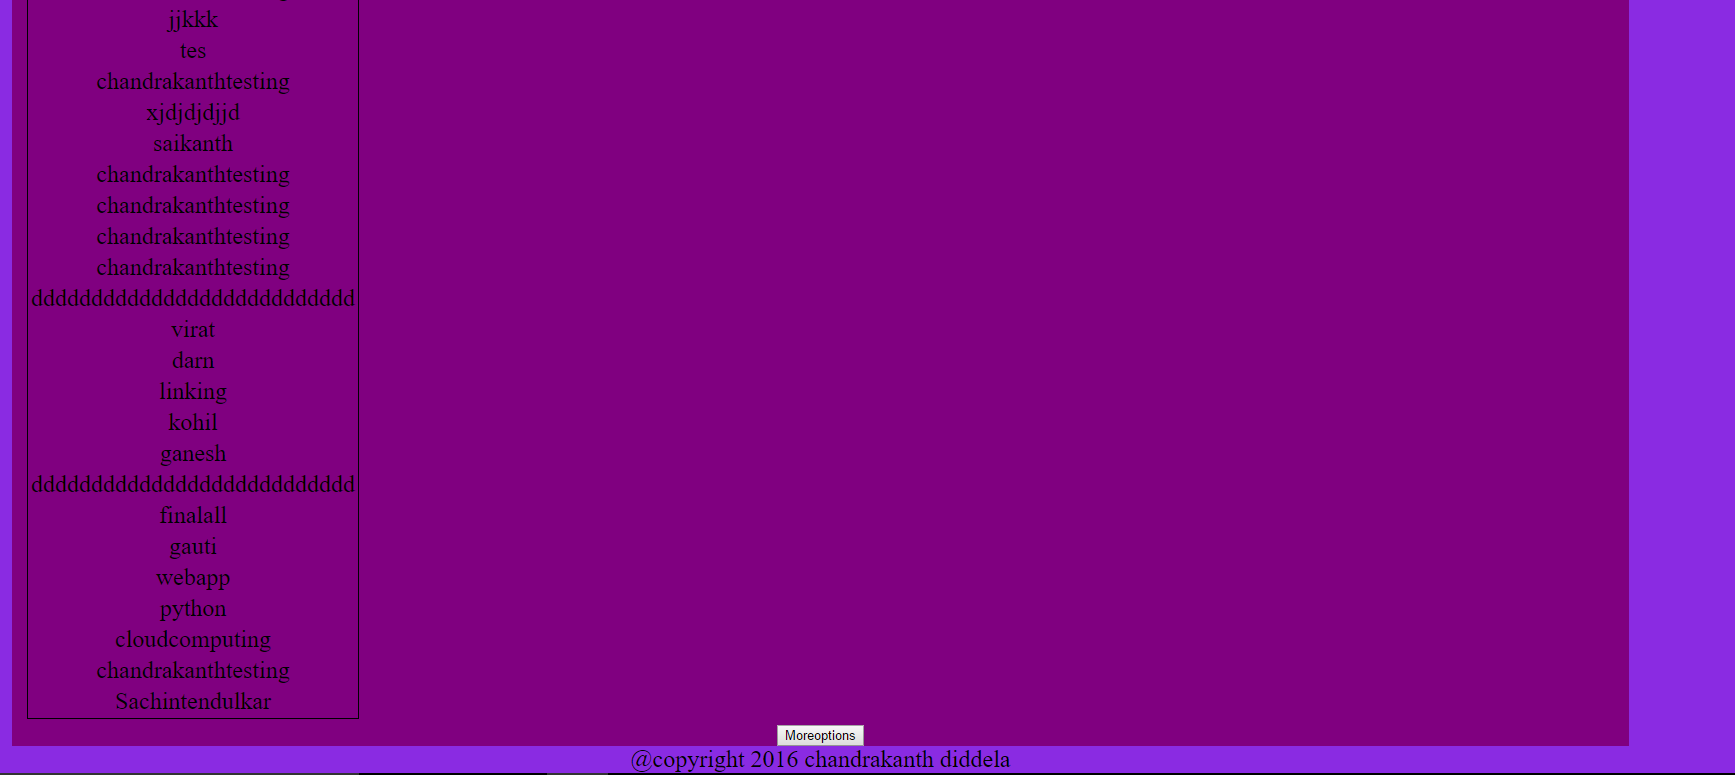 jjkkk
tes
chandrakanthtesting
xjdjdjdjjd
saikanth
chandrakanthtesting
chandrakanthtesting
chandrakanthtesting
chandrakanthtesting
ddddddddddddddddddddddddddd
virat
darn
linking
kohil
ganesh
ddddddddddddddddddddddddddd
finalall
gauti
webapp
python
cloudcomputing
chandrakanthtesting
Sachintendulkar
Moreoptions
@copyright 2016 chandrakanth diddela